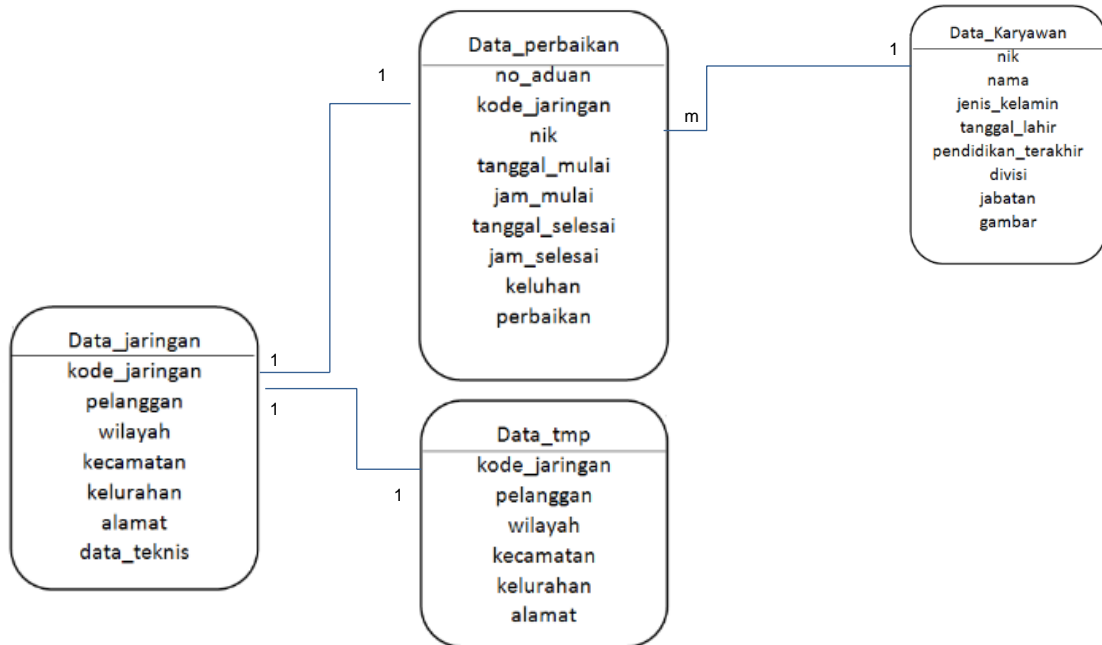 Data_perbaikan
no_aduan
kode_jaringan
nik
tanggal_mulai
jam_mulai
tanggal_selesai
jam_selesai
keluhan
perbaikan
1
m
1
Data_Karyawan
nik
nama
jenis_kelamin
tanggal_lahir
pendidikan_terakhir
divisi
jabatan
gambar
Data_jaringan
kode_jaringan
pelanggan
wilayah
kecamatan
kelurahan
alamat
data_teknis
1
1
1
Data_tmp
kode_jaringan
pelanggan
wilayah
kecamatan
kelurahan
alamat